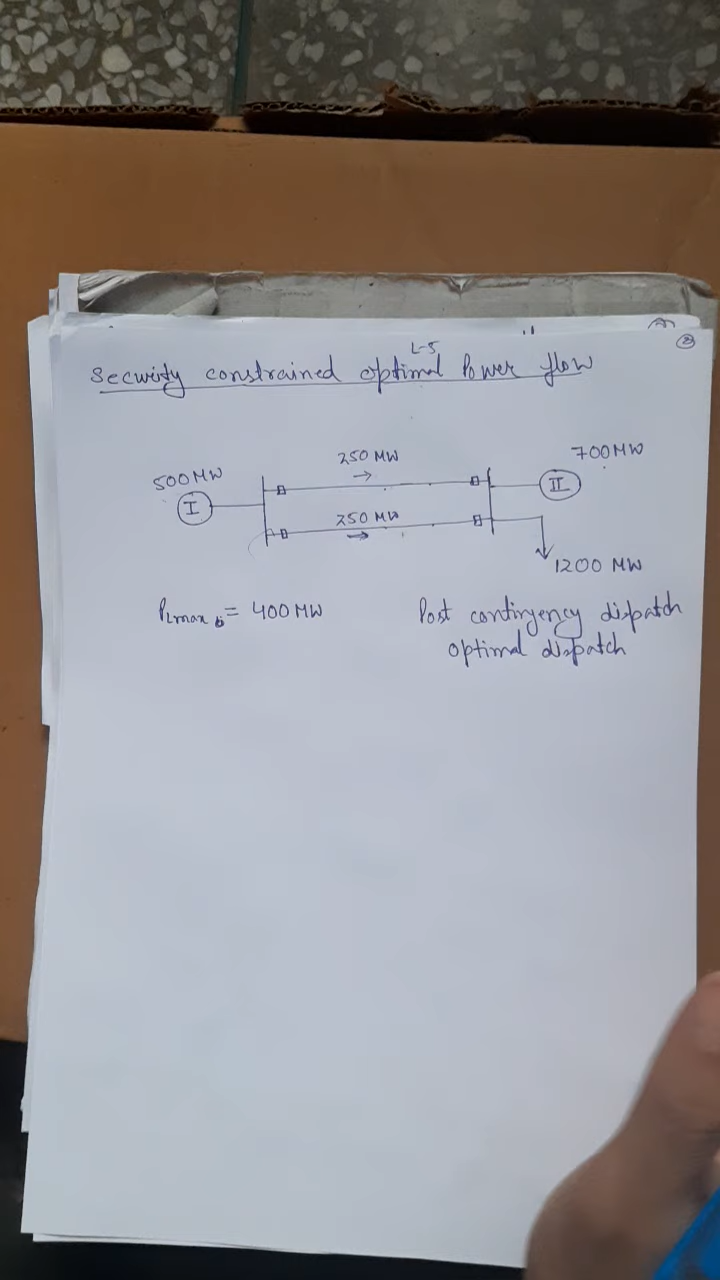 L-5
Security constrained optimal Power flow
500 MW
250 MW
700 MW
I
II
250 MW
1200 MW
PLmax = 400 MW
Post contingency dispatch
optimal dispatch